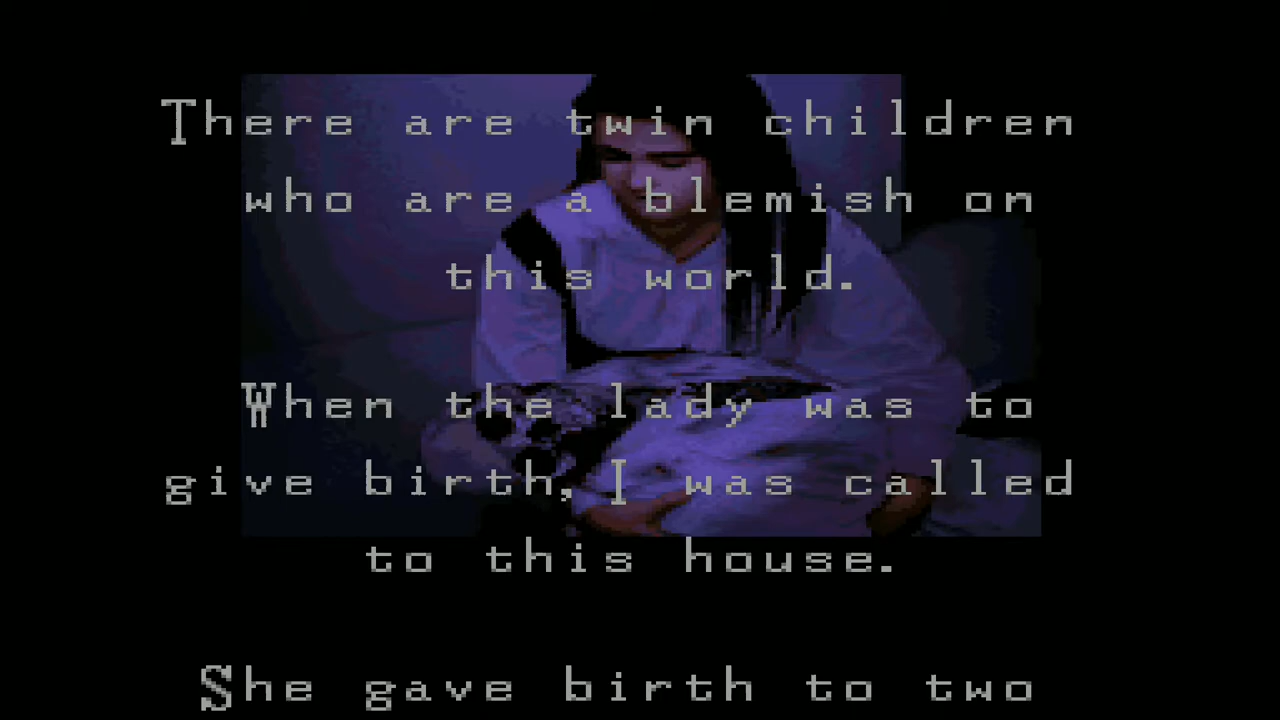 There are twin children
who are a blemish on
this world.
When the lady was to
give birth, I was called
to this house.
She gave birth to two